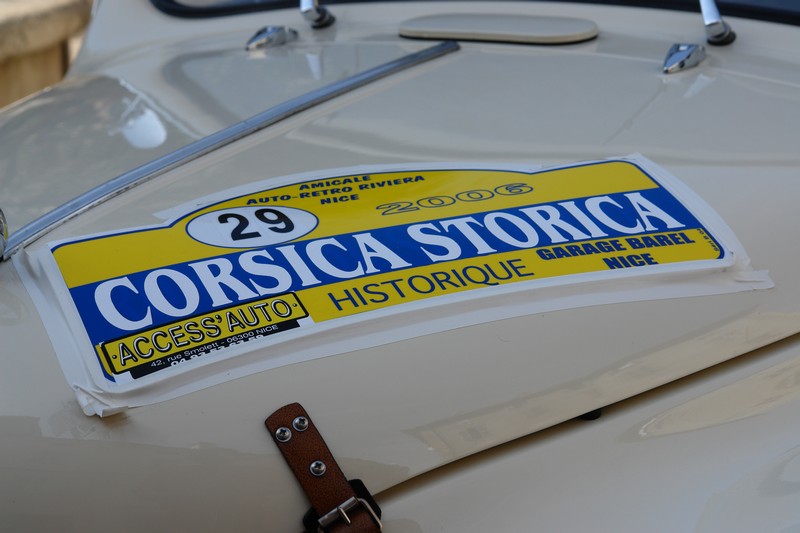 AMICALE
AUTO-RETRO RIVIERA
NICE
2006
29
CORSICA STORICA
HISTORIQUE
GARAGE BAREL
NICE
ACCESS'AUTO
42, rue Smolett - 06300 NICE